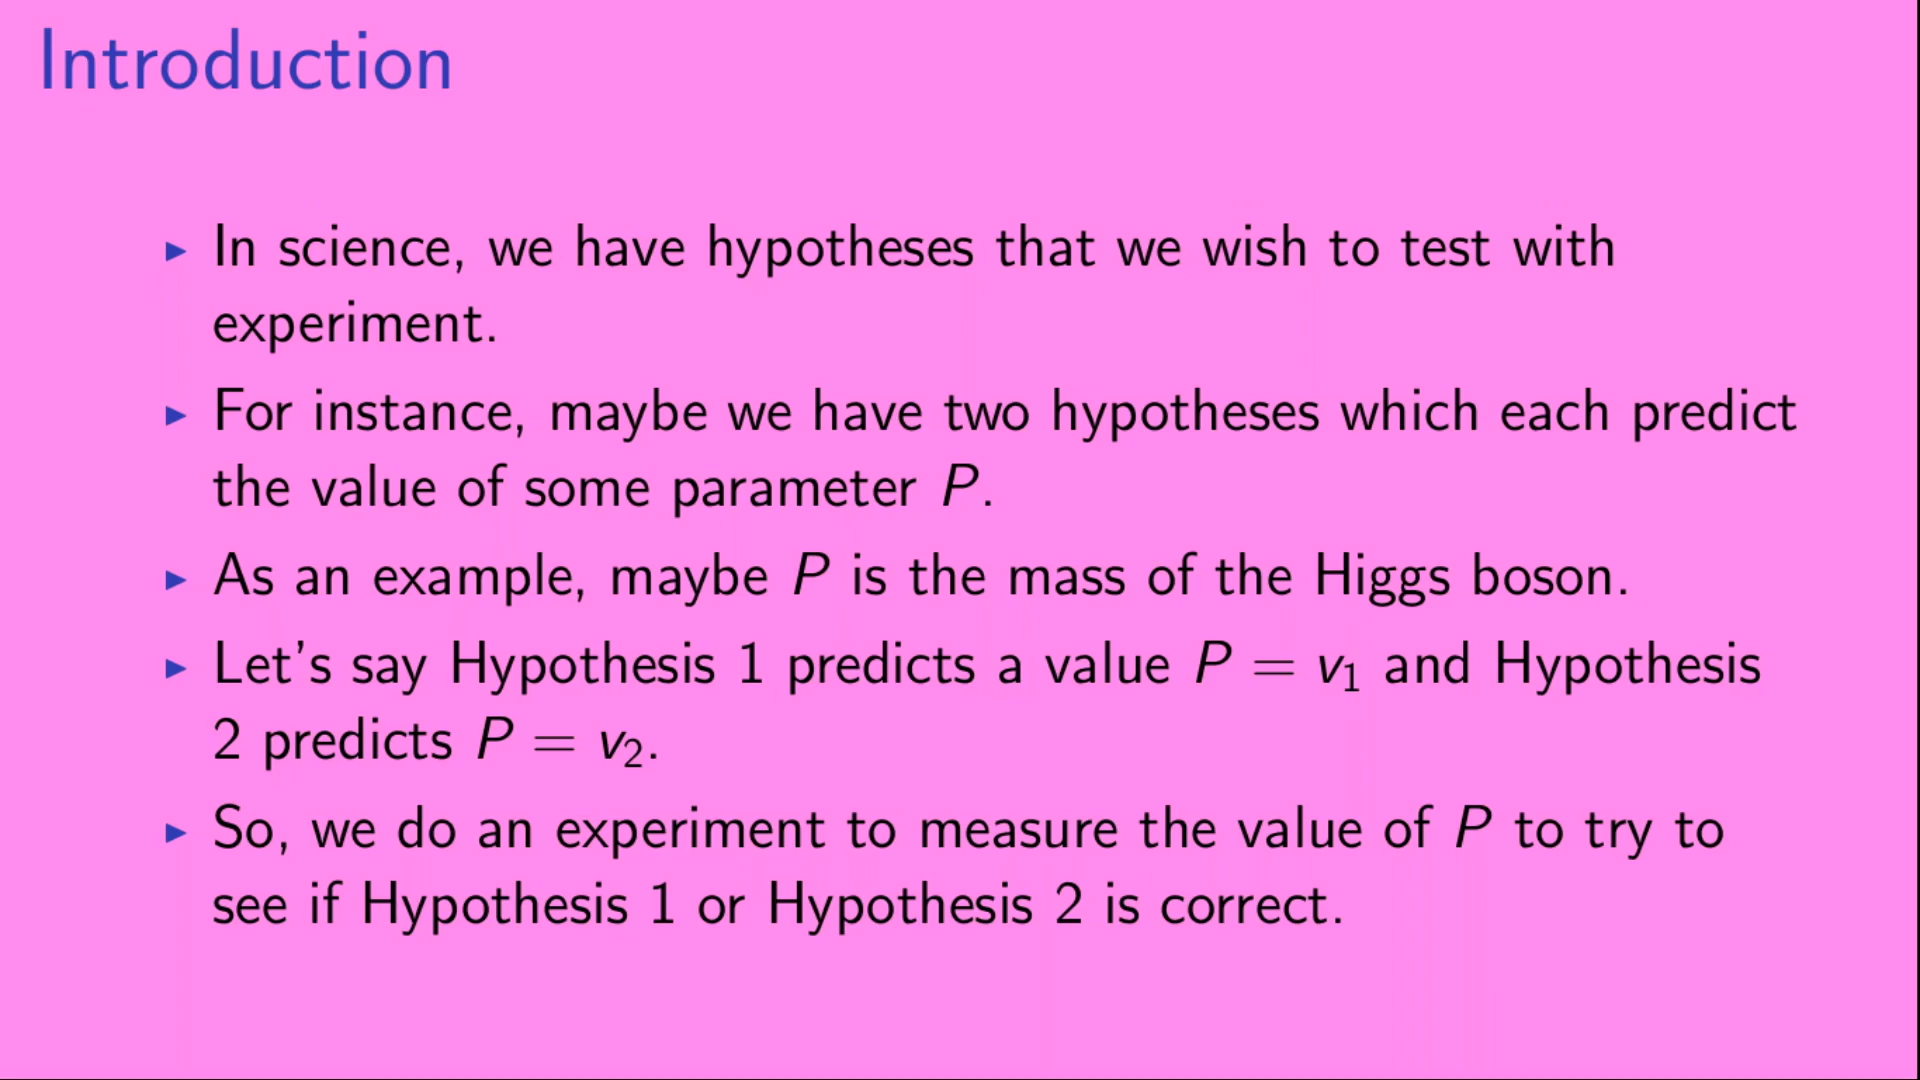 Introduction
▶ In science, we have hypotheses that we wish to test with
experiment.
▶ For instance, maybe we have two hypotheses which each predict
the value of some parameter P.
▶ As an example, maybe P is the mass of the Higgs boson.
▶ Let's say Hypothesis 1 predicts a value P = v₁ and Hypothesis
2 predicts P = v₂.
▶ So, we do an experiment to measure the value of P to try to
see if Hypothesis 1 or Hypothesis 2 is correct.